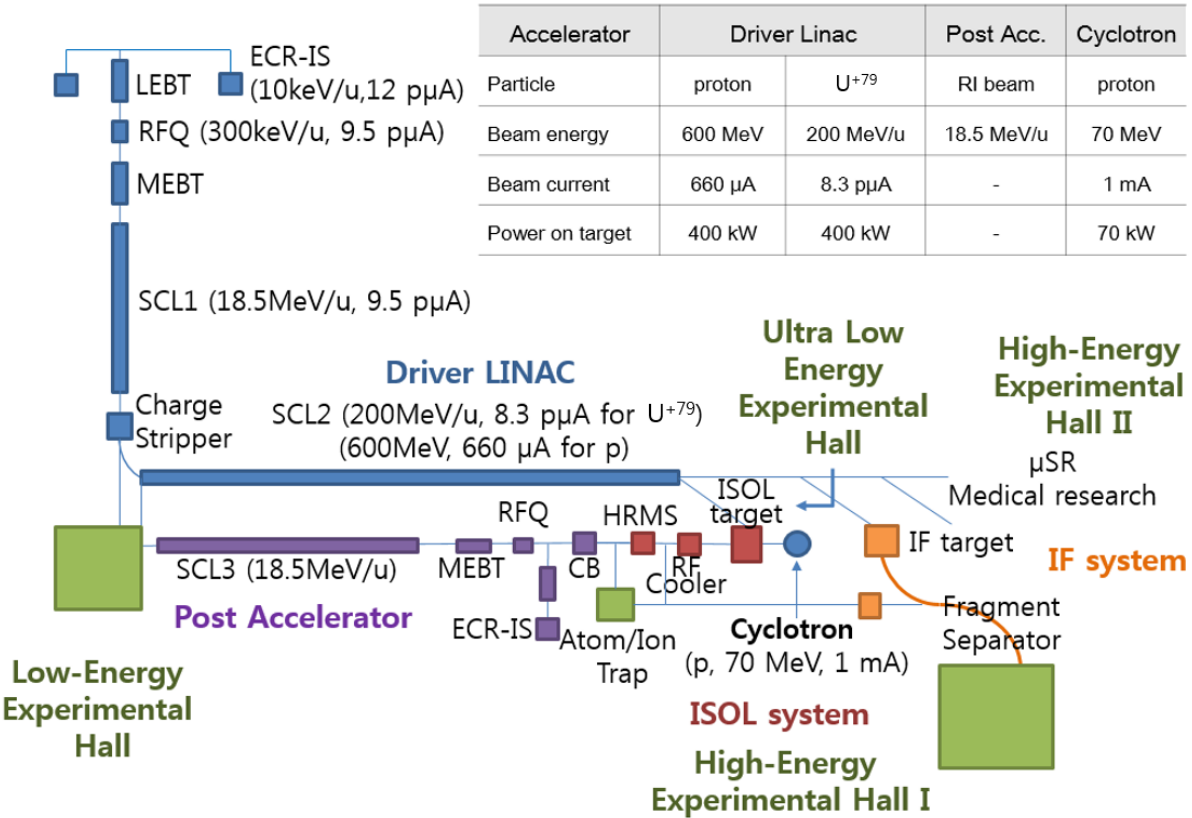 Accelerator Driver Linac Post Acc. Cyclotron
Particle proton U+79 RI beam proton
Beam energy 600 MeV 200 MeV/u 18.5 MeV/u 70 MeV
Beam current 660 µA 8.3 pµA - 1 mA
Power on target 400 kW 400 kW - 70 kW
ECR-IS
(10keV/u,12 pµA)
LEBT
RFQ (300keV/u, 9.5 pµA)
MEBT
SCL1 (18.5MeV/u, 9.5 pµA)
Charge
Stripper
Driver LINAC
SCL2 (200MeV/u, 8.3 pµA for U+79)
(600MeV, 660 µA for p)
Ultra Low
Energy
Experimental
Hall
High-Energy
Experimental
Hall II
µSR
Medical research
ISOL
target
HRMS
RFQ
SCL3 (18.5MeV/u)
MEBT
CB
RF
Cooler
IF target
IF system
Post Accelerator
ECR-IS
Atom/Ion
Trap
Cyclotron
(p, 70 MeV, 1 mA)
Fragment
Separator
Low-Energy
Experimental
Hall
ISOL system
High-Energy
Experimental Hall I